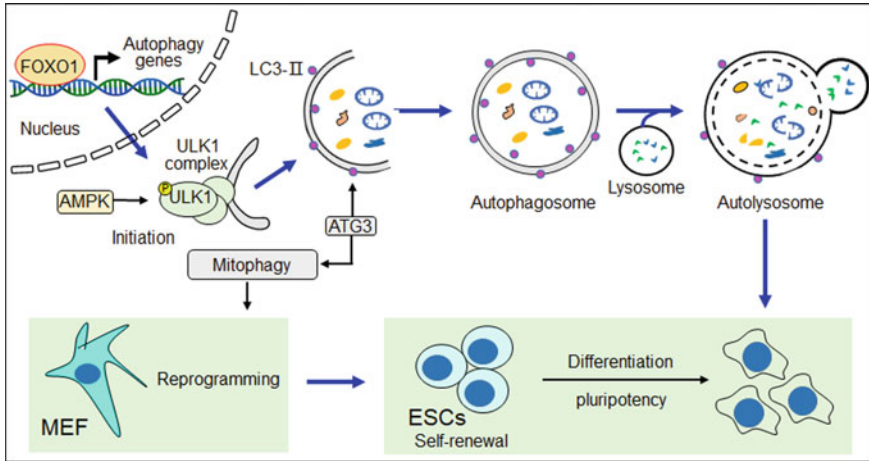 FOXO1
Autophagy
genes
Nucleus
LC3-II
ULK1
complex
P
ULK1
AMPK
Initiation
ATG3
Mitophagy
Autophagosome
Lysosome
Autolysosome
MEF
Reprogramming
ESCs
Self-renewal
Differentiation
pluripotency